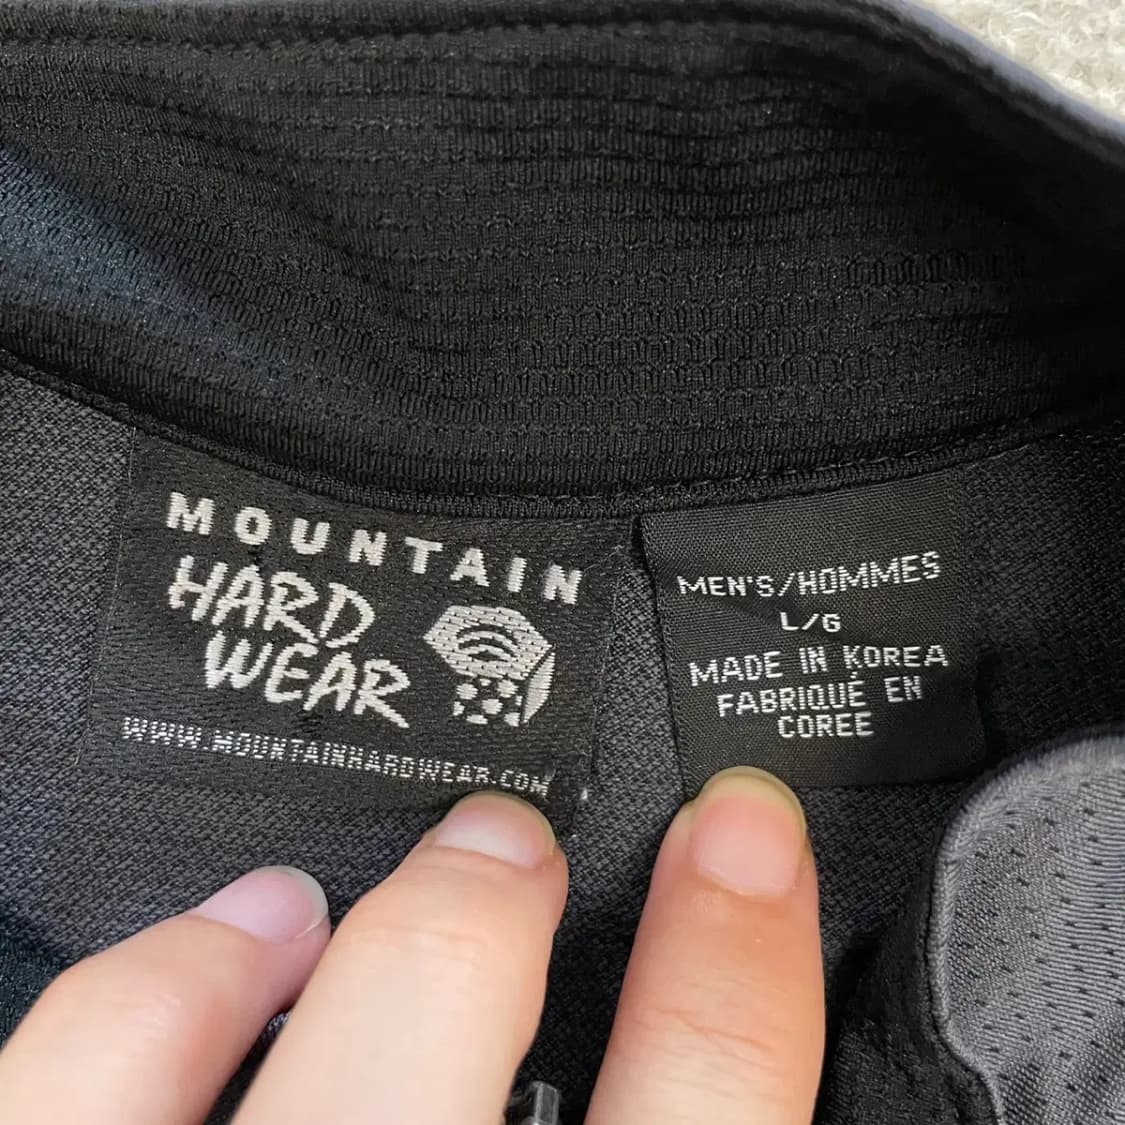 MOUNTAIN
HARD
WEAR
WWW.MOUNTAINHARDWEAR.COM
MEN'S/HOMMES
L/G
MADE IN KOREA
FABRIQUÉ EN
COREE